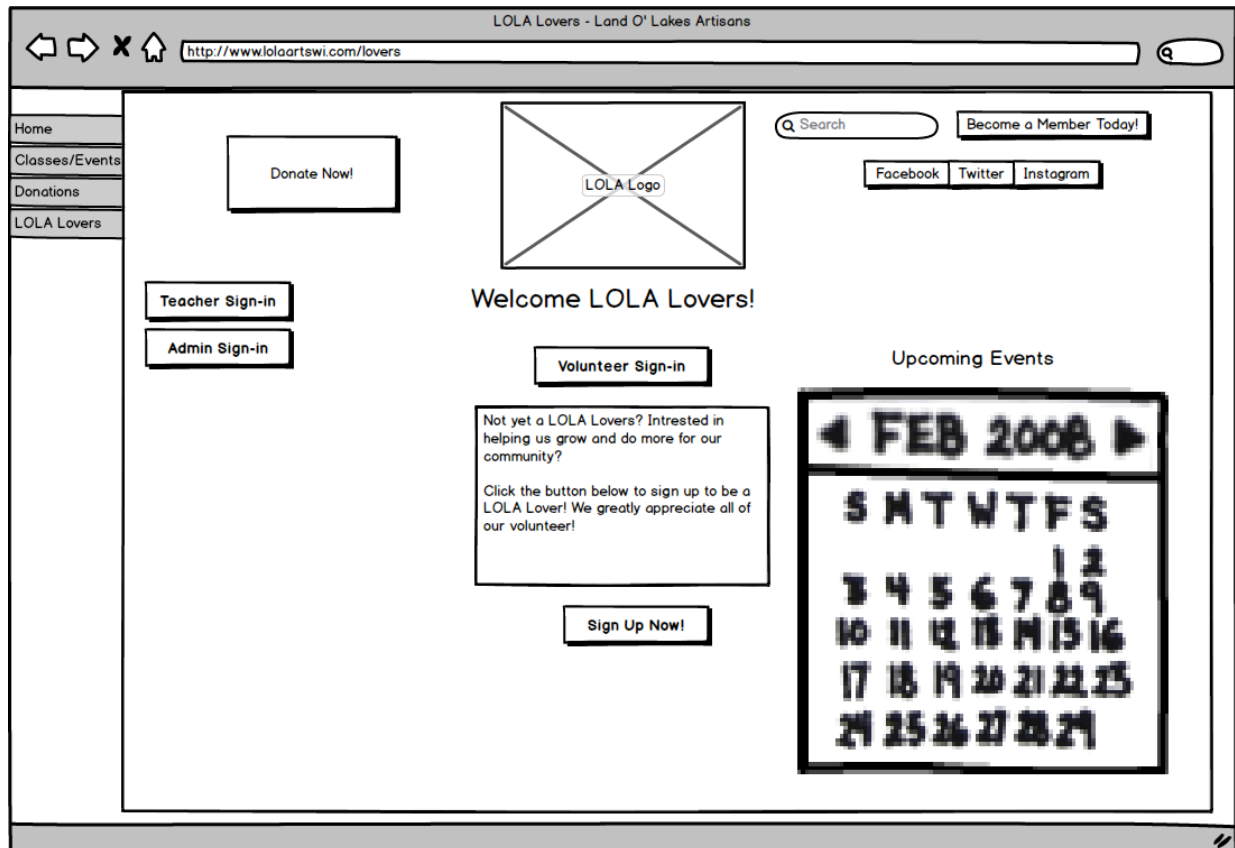 LOLA Lovers - Land O' Lakes Artisans
http://www.lolaartswi.com/lovers
Home
Classes/Events
Donations
LOLA Lovers
Donate Now!
LOLA Logo
Search
Become a Member Today!
Facebook Twitter Instagram
Teacher Sign-in
Admin Sign-in
Welcome LOLA Lovers!
Volunteer Sign-in
Not yet a LOLA Lovers? Intrested in
helping us grow and do more for our
community?
Click the button below to sign up to be a
LOLA Lover! We greatly appreciate all of
our volunteer!
Sign Up Now!
Upcoming Events
FEB 2008
S M T W T F S
1 2
3 4 5 6 7 8 9
10 11 12 13 14 15 16
17 18 19 20 21 22 23
24 25 26 27 28 29